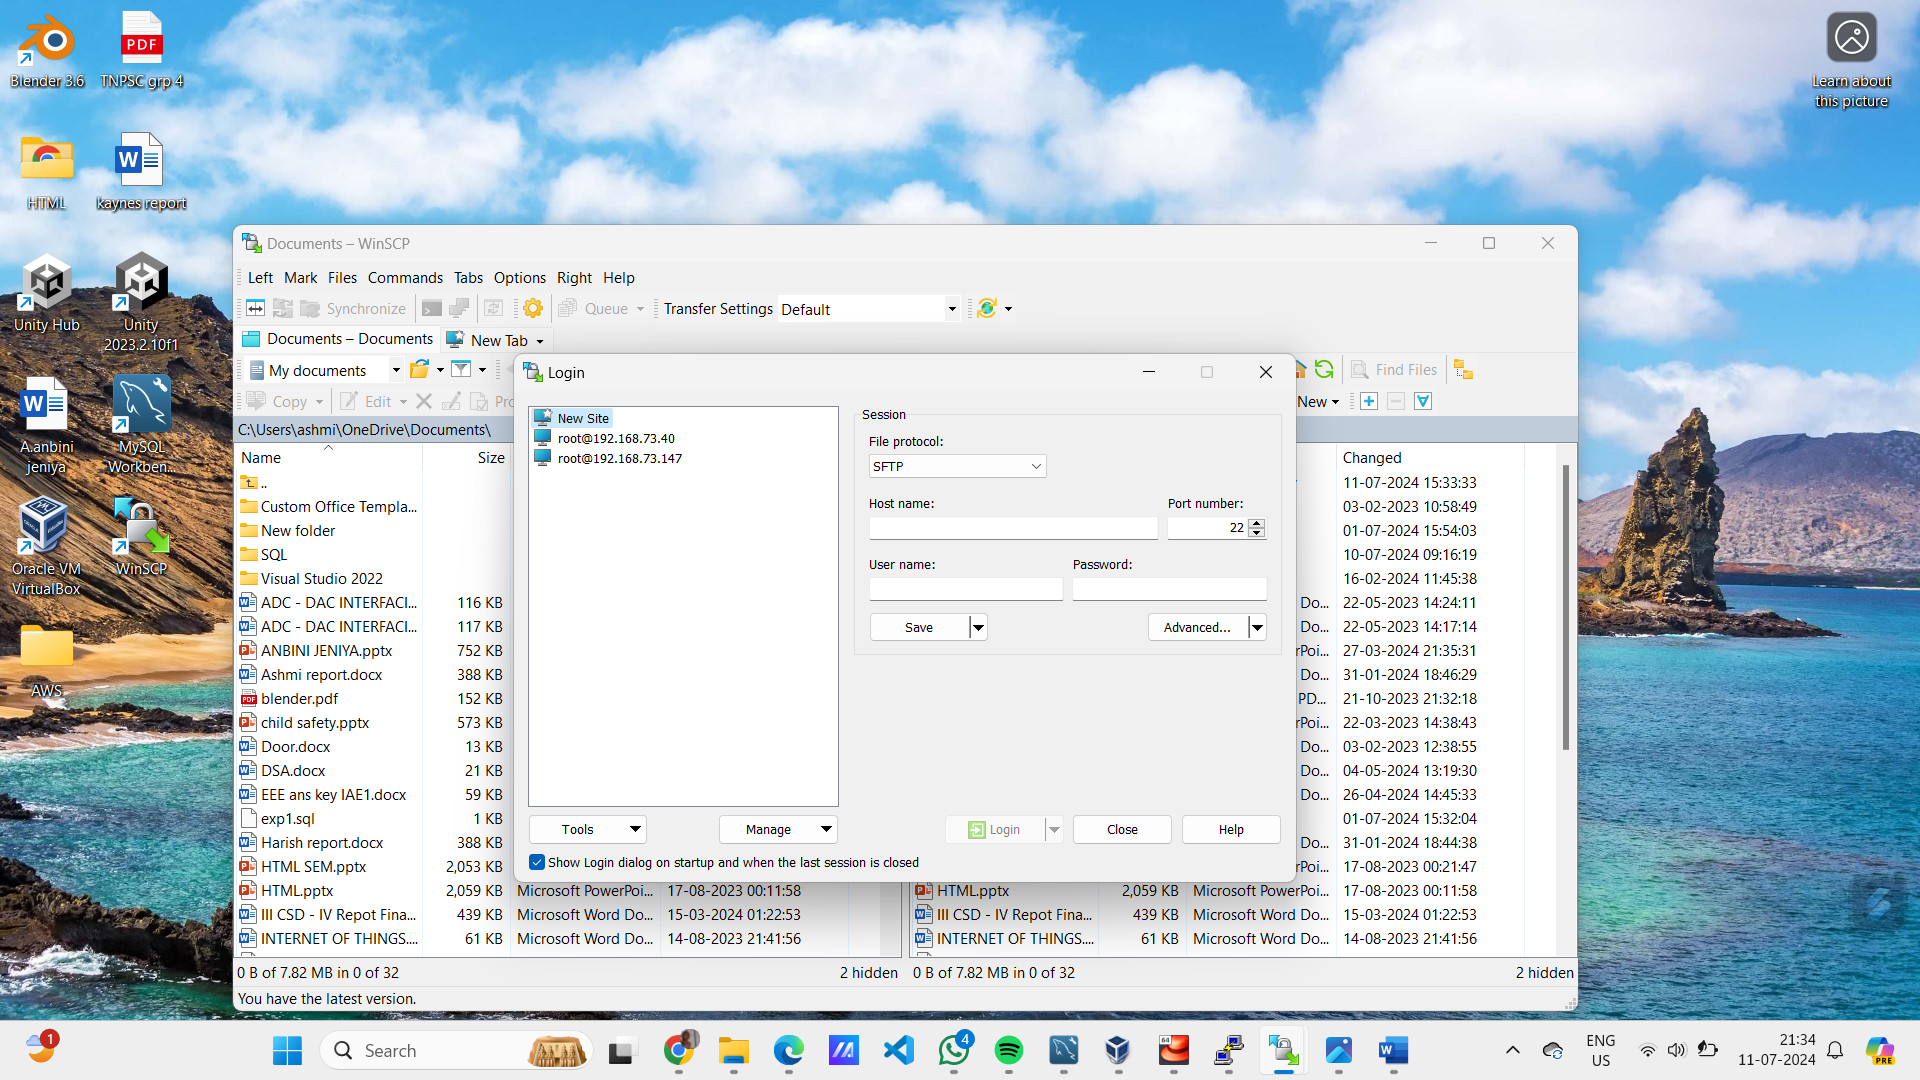 Blender 3.6
TNPSC grp 4
Learn about
this picture
HTML
kaynes report
Unity Hub
Unity
2023.2.10f1
A.anbini
jeniya
MySQL
Workben...
Oracle VM
VirtualBox
WinSCP
AWS
Documents – WinSCP
Left Mark Files Commands Tabs Options Right Help
Synchronize Queue Transfer Settings Default
Documents – Documents New Tab
My documents Find Files
Copy Edit New
C:\Users\ashmi\OneDrive\Documents\
Name Size Changed
.. 11-07-2024 15:33:33
Custom Office Templa... 03-02-2023 10:58:49
New folder 01-07-2024 15:54:03
SQL 10-07-2024 09:16:19
Visual Studio 2022 16-02-2024 11:45:38
ADC - DAC INTERFACI... 116 KB Do... 22-05-2023 14:24:11
ADC - DAC INTERFACI... 117 KB Do... 22-05-2023 14:17:14
ANBINI JENIYA.pptx 752 KB rPoi... 27-03-2023 21:35:31
Ashmi report.docx 388 KB Do... 31-01-2024 18:46:29
blender.pdf 152 KB PD... 21-10-2023 21:32:18
child safety.pptx 573 KB rPoi... 22-03-2023 14:38:43
Door.docx 13 KB Do... 03-02-2023 12:38:55
DSA.docx 21 KB Do... 04-05-2023 13:19:30
EEE ans key IAE1.docx 59 KB Do... 26-04-2023 14:45:33
exp1.sql 1 KB 01-07-2024 15:32:04
Harish report.docx 388 KB Do... 31-01-2024 18:44:38
HTML SEM.pptx 2,053 KB rPoi... 17-08-2023 00:21:47
HTML.pptx 2,059 KB Microsoft PowerPoi... 17-08-2023 00:11:58 HTML.pptx 2,059 KB Microsoft PowerPoi... 17-08-2023 00:11:58
III CSD - IV Repot Fina... 439 KB Microsoft Word Do... 15-03-2024 01:22:53 III CSD - IV Repot Fina... 439 KB Microsoft Word Do... 15-03-2024 01:22:53
INTERNET OF THINGS.... 61 KB Microsoft Word Do... 14-08-2023 21:41:56 INTERNET OF THINGS.... 61 KB Microsoft Word Do... 14-08-2023 21:41:56
0 B of 7.82 MB in 0 of 32 2 hidden 0 B of 7.82 MB in 0 of 32 2 hidden
You have the latest version.
Login
New Site
root@192.168.73.40
root@192.168.73.147
Session
File protocol:
SFTP
Host name: Port number:
22
User name: Password:
Save Advanced...
Tools Manage Login Close Help
Show Login dialog on startup and when the last session is closed
1
Search
4
64
ENG
US
21:34
11-07-2024
PRE